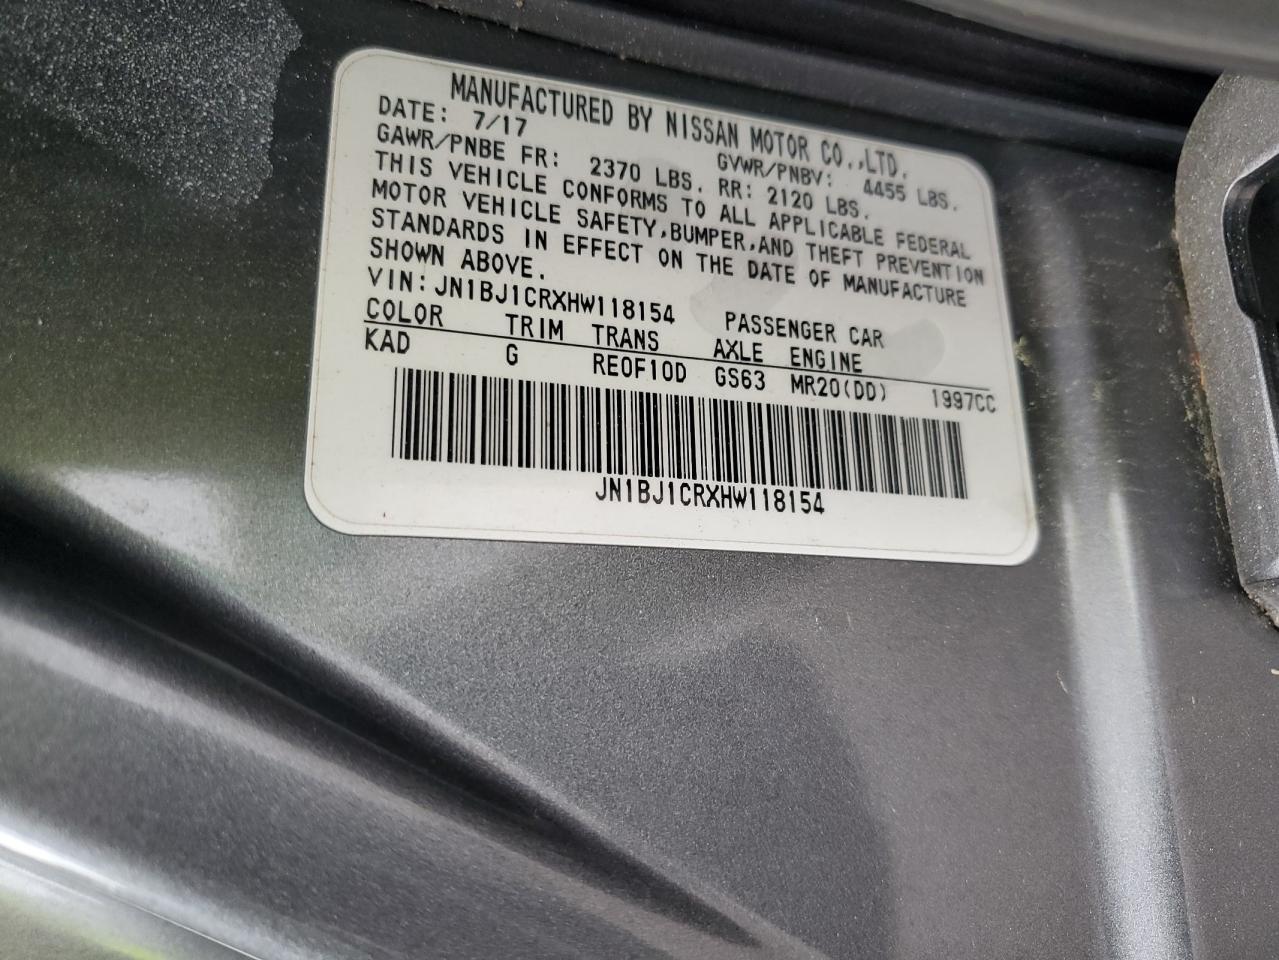 MANUFACTURED BY NISSAN MOTOR CO.,LTD.
DATE: 7/17 GVWR/PNBV: 4455 LBS.
GAWR/PNBE FR: 2370 LBS. RR: 2120 LBS.
THIS VEHICLE CONFORMS TO ALL APPLICABLE FEDERAL
MOTOR VEHICLE SAFETY,BUMPER,AND THEFT PREVENTION
STANDARDS IN EFFECT ON THE DATE OF MANUFACTURE
SHOWN ABOVE.
VIN: JN1BJ1CRXHW118154 PASSENGER CAR
COLOR TRIM TRANS AXLE ENGINE
KAD G RE0F10D GS63 MR20(DD) 1997CC
JN1BJ1CRXHW118154